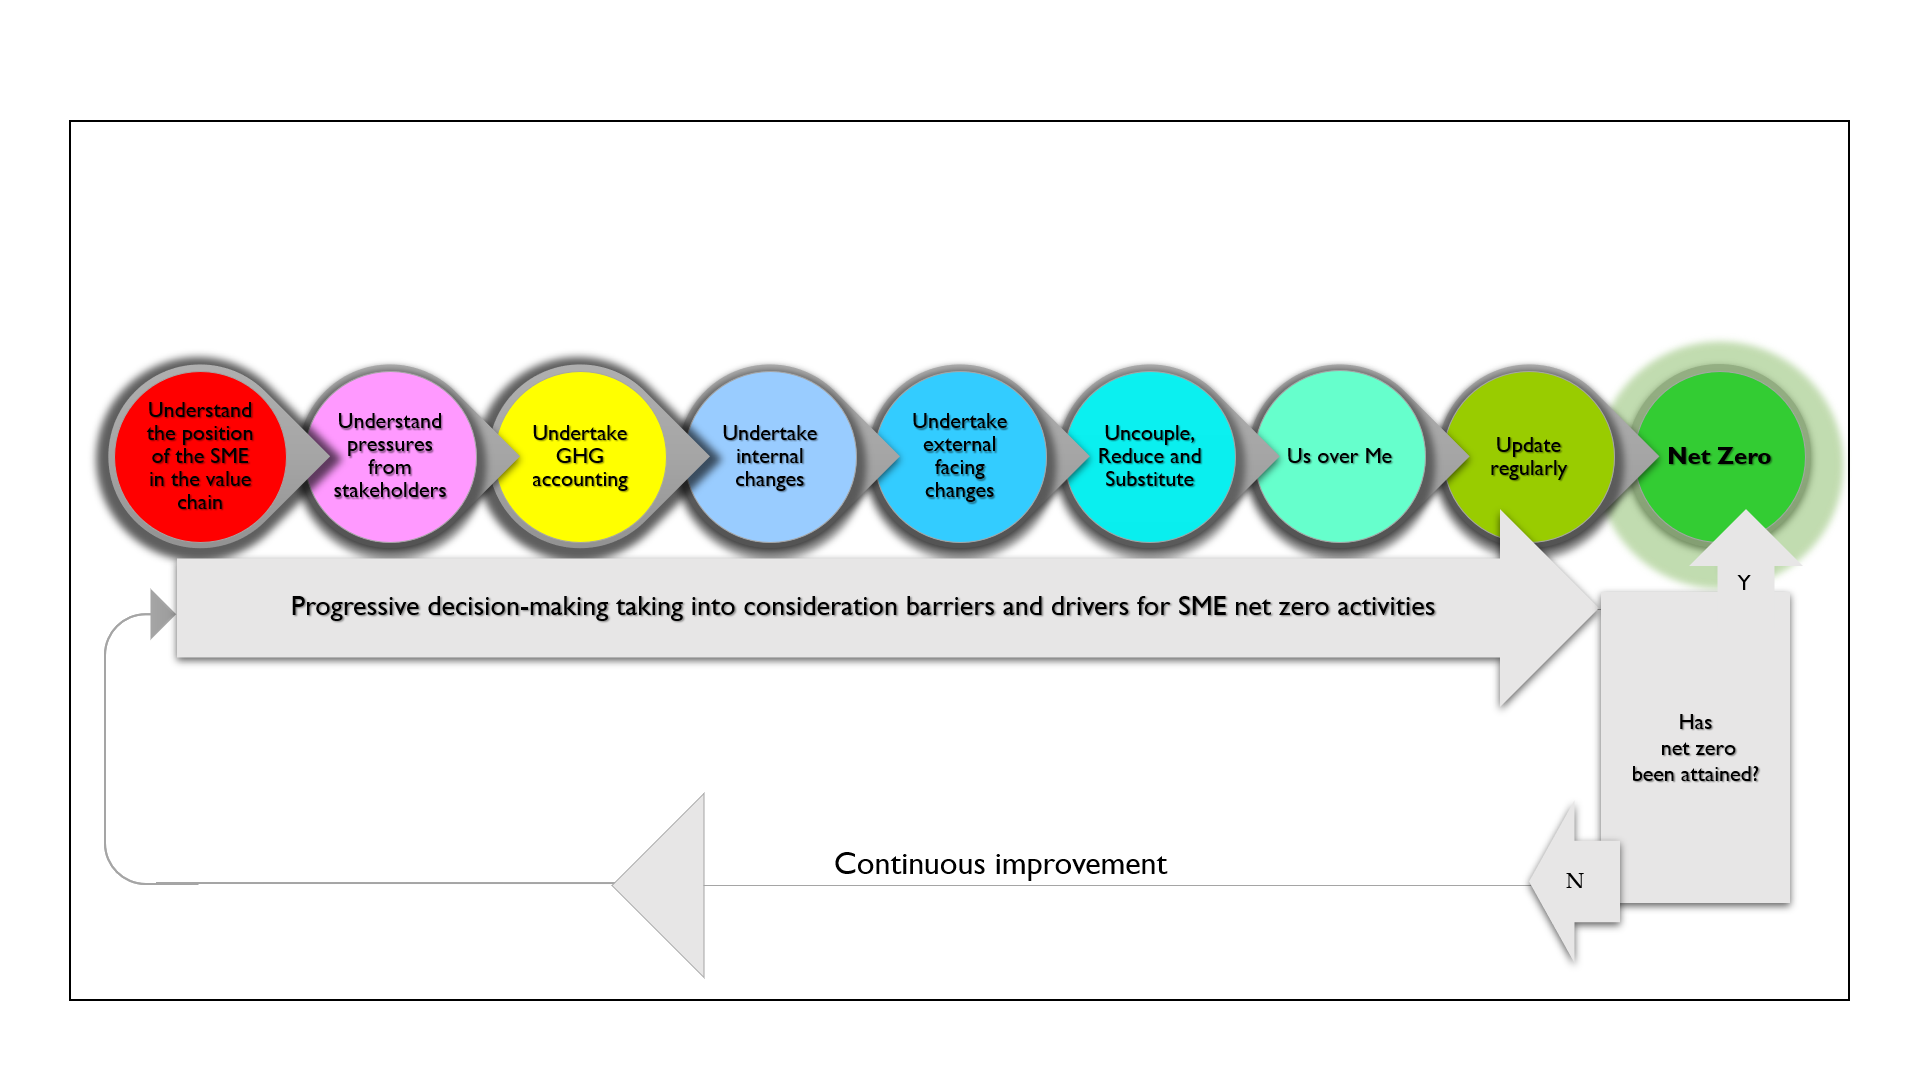 Understand
the position
of the SME
in the value
chain
Understand
pressures
from
stakeholders
Undertake
GHG
accounting
Undertake
internal
changes
Undertake
external
facing
changes
Uncouple,
Reduce and
Substitute
Us over Me
Update
regularly
Net Zero
Y
Progressive decision-making taking into consideration barriers and drivers for SME net zero activities
Has
net zero
been attained?
Continuous improvement
N